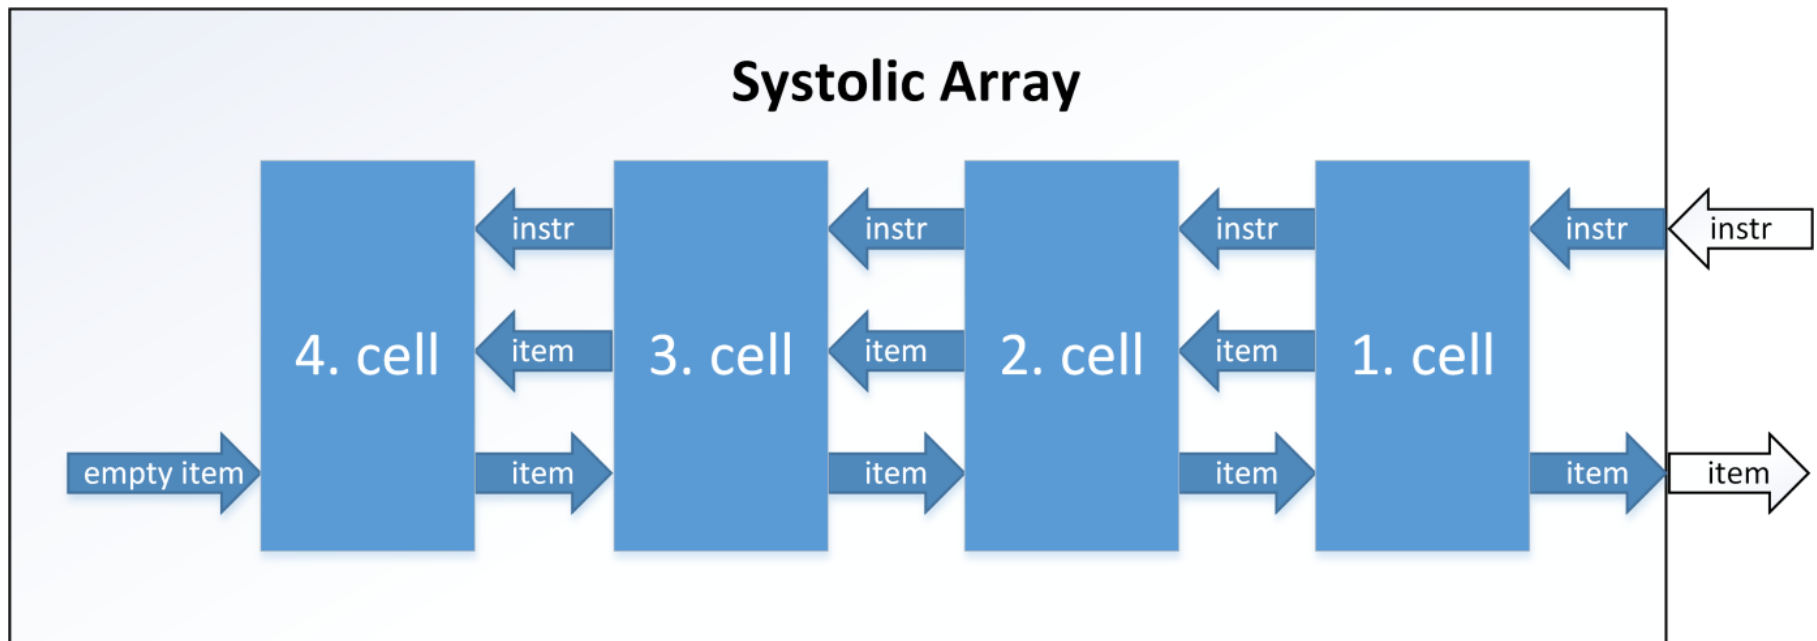 Systolic Array
instr
instr
instr
instr
instr
4. cell
item
3. cell
item
2. cell
item
1. cell
empty item
item
item
item
item
item